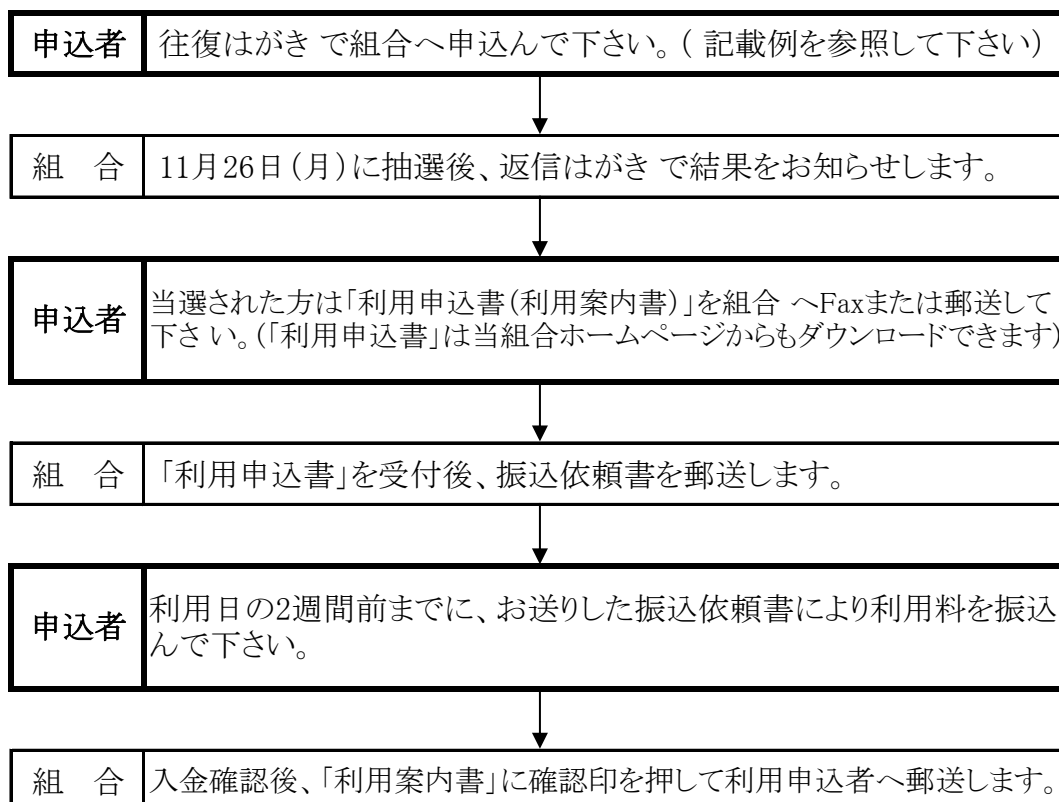 申込者 往復はがき で組合へ申込んで下さい。( 記載例を参照して下さい)
組 合 11月26日(月)に抽選後、返信はがき で結果をお知らせします。
申込者 当選された方は「利用申込書(利用案内書)」を組合 へFaxまたは郵送して
下さ い。(「利用申込書」は当組合ホームページからもダウンロードできます)
組 合 「利用申込書」を受付後、振込依頼書を郵送します。
申込者 利用日の2週間前までに、お送りした振込依頼書により利用料を振込
んで下さい。
組 合 入金確認後、「利用案内書」に確認印を押して利用申込者へ郵送します。